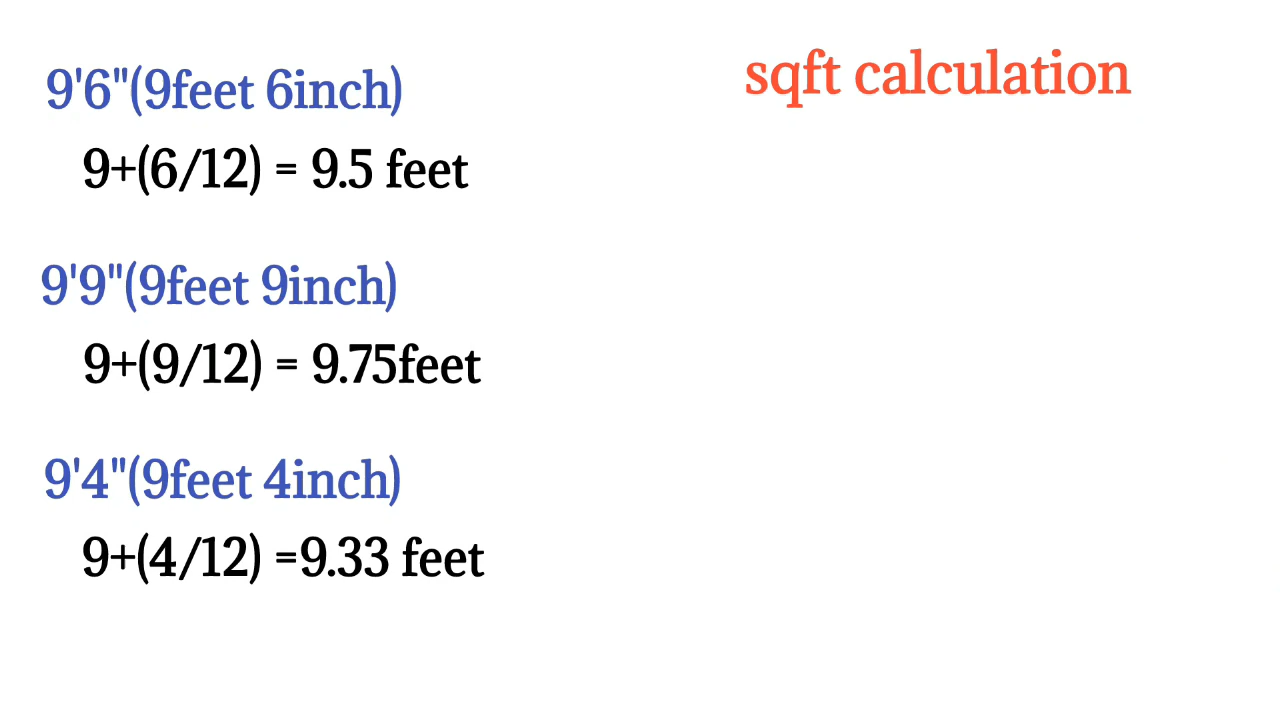 sqft calculation
9'6"(9feet 6inch)
9+(6/12) = 9.5 feet
9'9"(9feet 9inch)
9+(9/12) = 9.75feet
9'4"(9feet 4inch)
9+(4/12) =9.33 feet